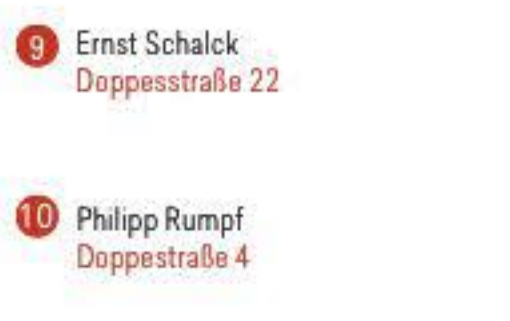 9 Ernst Schalck
Doppesstraße 22
10 Philipp Rumpf
Doppestraße 4